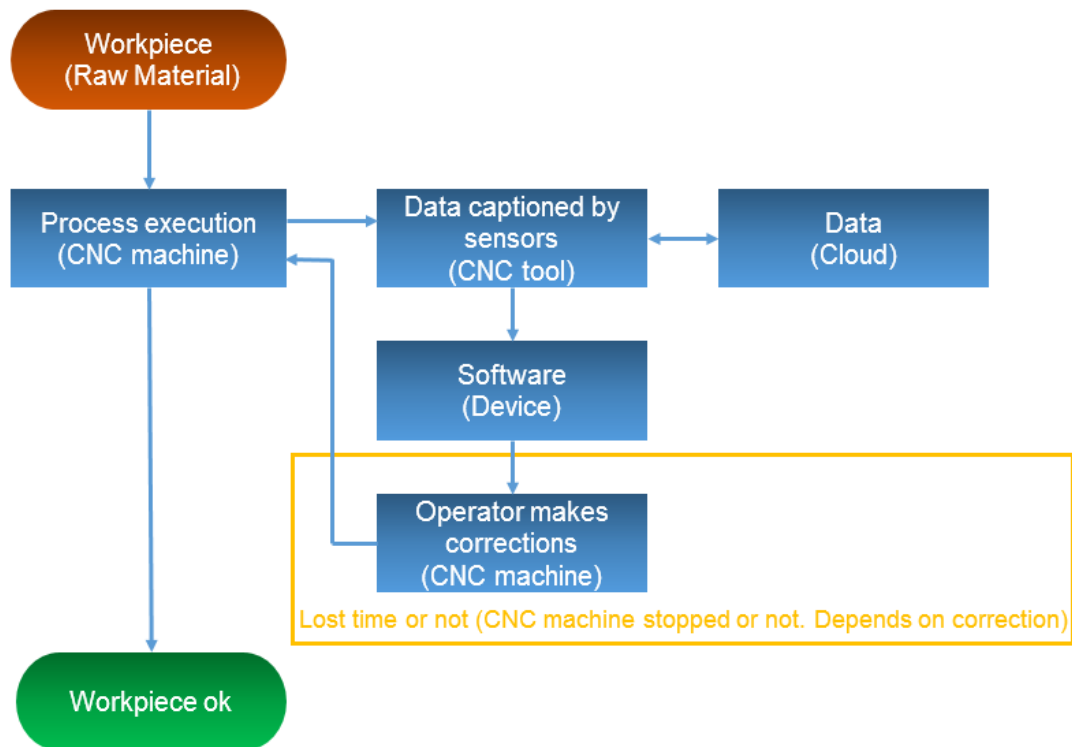 Workpiece
(Raw Material)
Process execution
(CNC machine)
Data captioned by
sensors
(CNC tool)
Data
(Cloud)
Software
(Device)
Operator makes
corrections
(CNC machine)
Lost time or not (CNC machine stopped or not. Depends on correction)
Workpiece ok